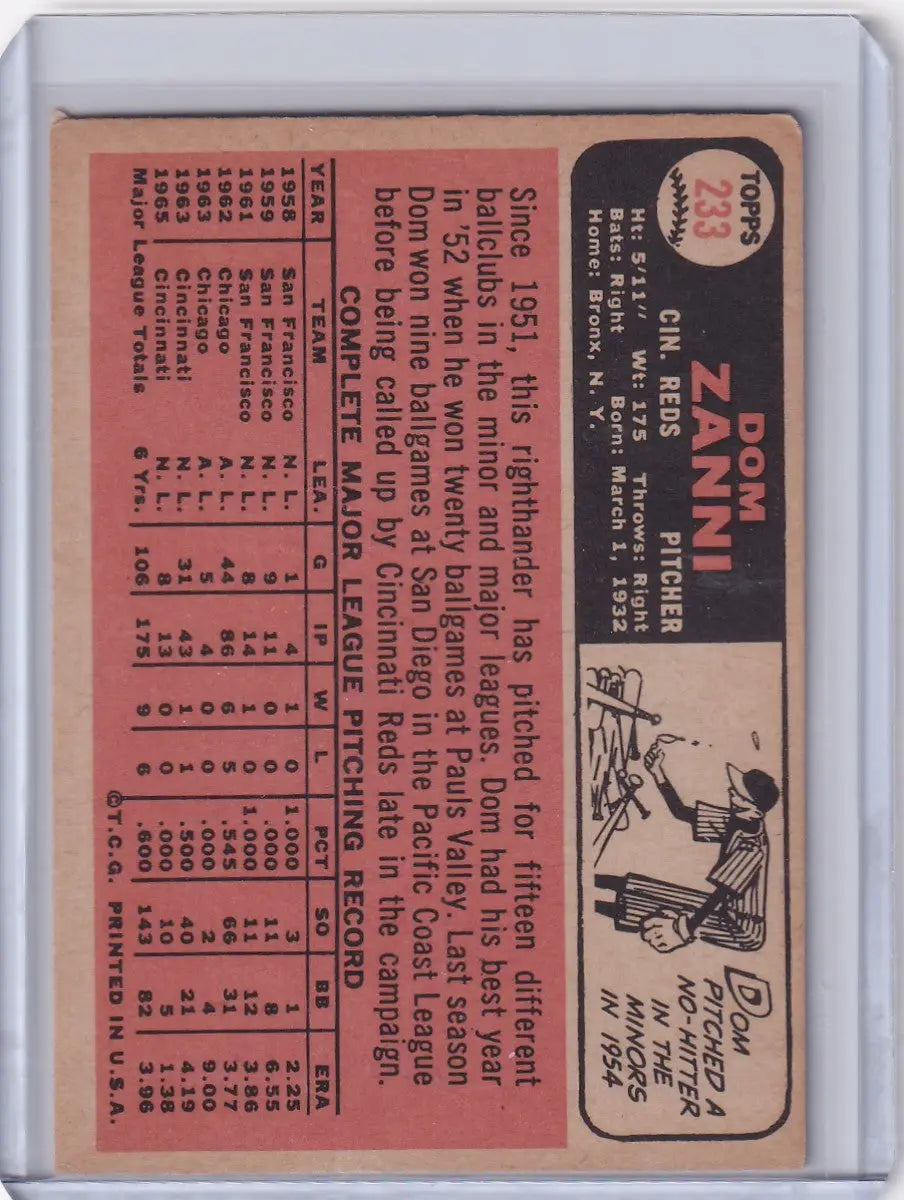 TOPPS
233
DOM
ZANNI
CIN. REDS PITCHER
Ht: 5/11" Wt: 175 Throws: Right
Bats: Right Born: March 1, 1932
Home: Bronx, N. Y.
DOM
PITCHED A
NO-HITTER
IN THE
MINORS
IN 1954
Since 1951, this righthander has pitched for fifteen different
ballclubs in the minor and major leagues. Dom had his best year
in '52 when he won twenty ballgames at Pauls Valley. Last season
Dom won nine ballgames at San Diego in the Pacific Coast League
before being called up by Cincinnati Reds late in the campaign.
COMPLETE MAJOR LEAGUE PITCHING RECORD
YEAR TEAM LEA. G IP W L PCT SO BB ERA
1958 San Francisco N. L. 1 4 1 0 1.000 3 1 2.25
1959 San Francisco N. L. 9 11 0 0 .000 11 8 6.55
1961 San Francisco N. L. 8 14 1 0 1.000 11 12 3.86
1962 Chicago A. L. 44 86 6 5 .545 66 31 3.77
1963 Chicago A. L. 5 4 0 0 .000 2 4 9.00
1963 Cincinnati N. L. 31 43 1 1 .500 40 21 4.19
1965 Cincinnati N. L. 8 13 0 0 .000 10 5 1.38
Major League Totals 6 Yrs. 106 175 9 6 .600 143 82 3.96
©T.C.G. PRINTED IN U.S.A.